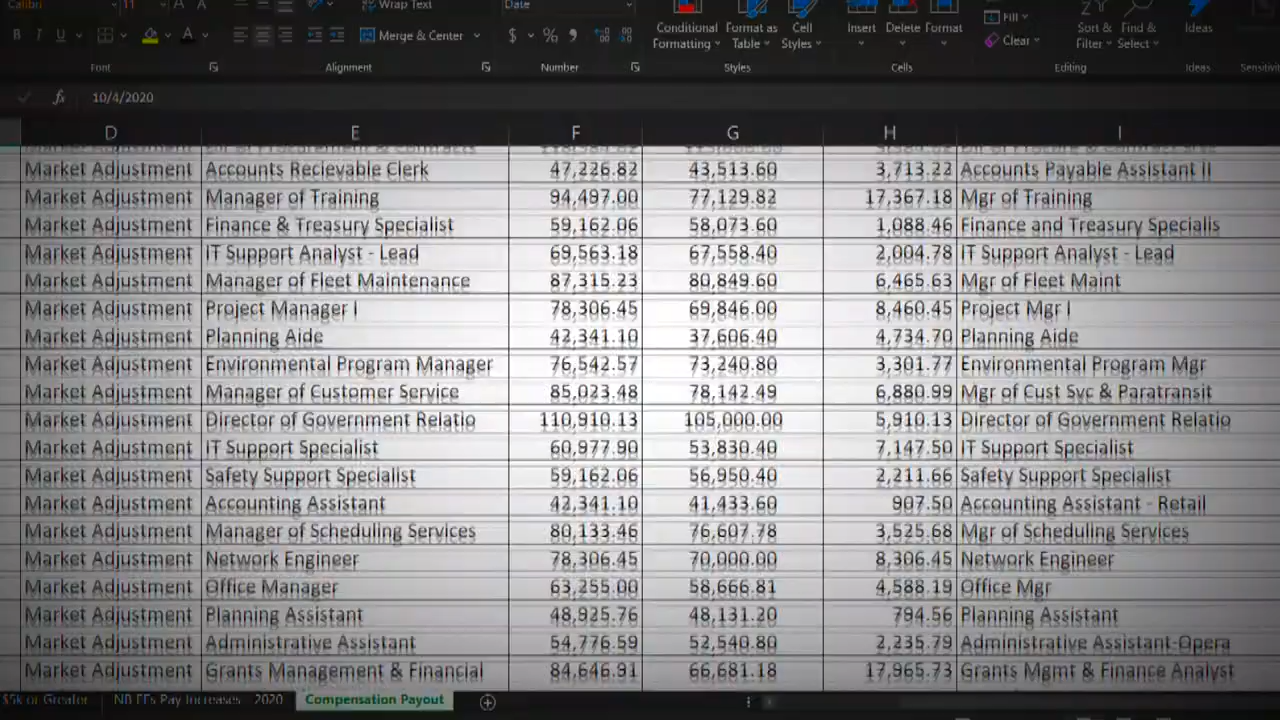 Calibri 11 A A Wrap Text Date
B I U A Merge & Center $ % Conditional Formatting Format as Table Cell Styles Insert Delete Format Fill Clear Sort & Filter Find & Select Ideas
Font Alignment Number Styles Cells Editing Ideas Sensitiv
fx 10/4/2020
D E F G H I
Market Adjustment Accounts Recievable Clerk 47,226.82 43,513.60 3,713.22 Accounts Payable Assistant II
Market Adjustment Manager of Training 94,497.00 77,129.82 17,367.18 Mgr of Training
Market Adjustment Finance & Treasury Specialist 59,162.06 58,073.60 1,088.46 Finance and Treasury Specialis
Market Adjustment IT Support Analyst - Lead 69,563.18 67,558.40 2,004.78 IT Support Analyst - Lead
Market Adjustment Manager of Fleet Maintenance 87,315.23 80,849.60 6,465.63 Mgr of Fleet Maint
Market Adjustment Project Manager I 78,306.45 69,846.00 8,460.45 Project Mgr I
Market Adjustment Planning Aide 42,341.10 37,606.40 4,734.70 Planning Aide
Market Adjustment Environmental Program Manager 76,542.57 73,240.80 3,301.77 Environmental Program Mgr
Market Adjustment Manager of Customer Service 85,023.48 78,142.49 6,880.99 Mgr of Cust Svc & Paratransit
Market Adjustment Director of Government Relatio 110,910.13 105,000.00 5,910.13 Director of Government Relatio
Market Adjustment IT Support Specialist 60,977.90 53,830.40 7,147.50 IT Support Specialist
Market Adjustment Safety Support Specialist 59,162.06 56,950.40 2,211.66 Safety Support Specialist
Market Adjustment Accounting Assistant 42,341.10 41,433.60 907.50 Accounting Assistant - Retail
Market Adjustment Manager of Scheduling Services 80,133.46 76,607.78 3,525.68 Mgr of Scheduling Services
Market Adjustment Network Engineer 78,306.45 70,000.00 8,306.45 Network Engineer
Market Adjustment Office Manager 63,255.00 58,666.81 4,588.19 Office Mgr
Market Adjustment Planning Assistant 48,925.76 48,131.20 794.56 Planning Assistant
Market Adjustment Administrative Assistant 54,776.59 52,540.80 2,235.79 Administrative Assistant-Opera
Market Adjustment Grants Management & Financial 84,646.91 66,681.18 17,965.73 Grants Mgmt & Finance Analyst
$5k or Greater NB EEs Pay Increases - 2020 Compensation Payout